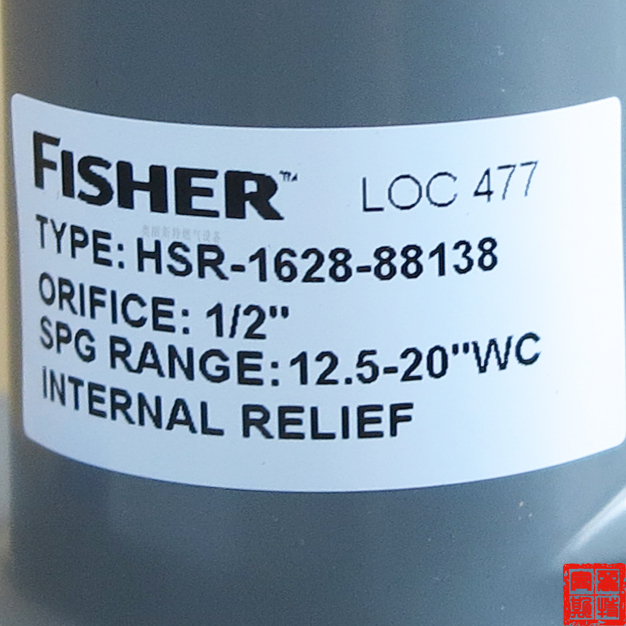 FISHER™ LOC 477
TYPE: HSR-1628-88138
ORIFICE: 1/2"
SPG RANGE: 12.5-20"WC
INTERNAL RELIEF